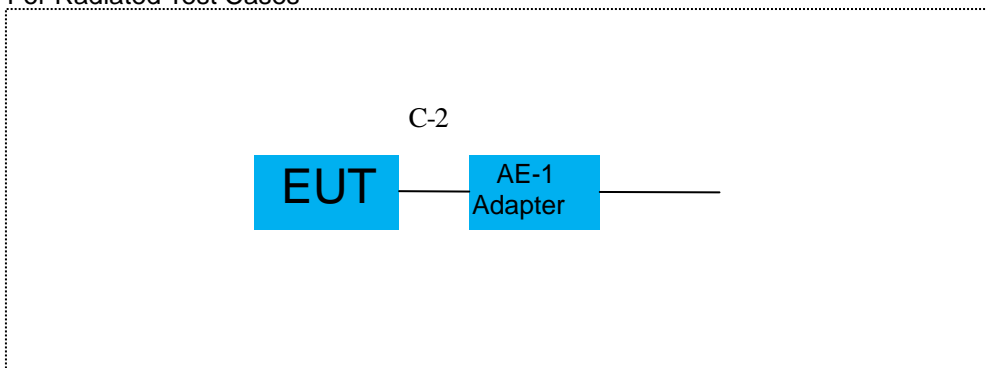 For Radiated Test Cases
C-2
EUT
AE-1
Adapter